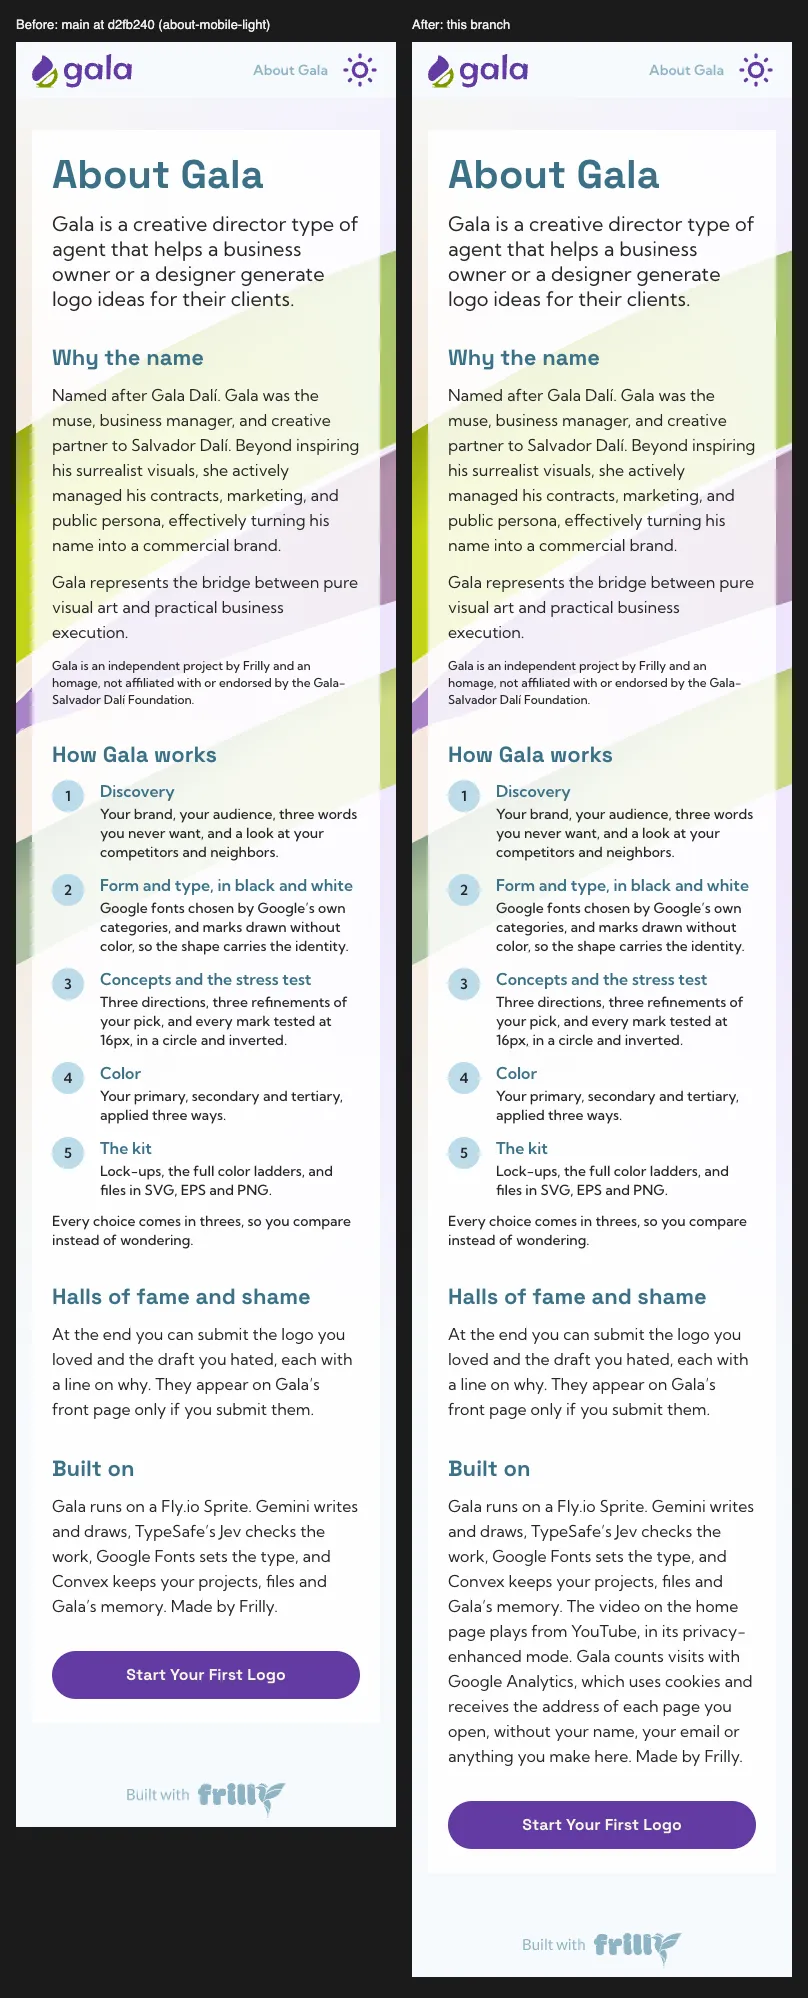 Before: main at d2fb240 (about-mobile-light)
gala
About Gala
About Gala
Gala is a creative director type of
agent that helps a business
owner or a designer generate
logo ideas for their clients.
Why the name
Named after Gala Dalí. Gala was the
muse, business manager, and creative
partner to Salvador Dalí. Beyond inspiring
his surrealist visuals, she actively
managed his contracts, marketing, and
public persona, effectively turning his
name into a commercial brand.
Gala represents the bridge between pure
visual art and practical business
execution.
Gala is an independent project by Frilly and an
homage, not affiliated with or endorsed by the Gala-
Salvador Dalí Foundation.
How Gala works
1
Discovery
Your brand, your audience, three words
you never want, and a look at your
competitors and neighbors.
2
Form and type, in black and white
Google fonts chosen by Google’s own
categories, and marks drawn without
color, so the shape carries the identity.
3
Concepts and the stress test
Three directions, three refinements of
your pick, and every mark tested at
16px, in a circle and inverted.
4
Color
Your primary, secondary and tertiary,
applied three ways.
5
The kit
Lock-ups, the full color ladders, and
files in SVG, EPS and PNG.
Every choice comes in threes, so you compare
instead of wondering.
Halls of fame and shame
At the end you can submit the logo you
loved and the draft you hated, each with
a line on why. They appear on Gala’s
front page only if you submit them.
Built on
Gala runs on a Fly.io Sprite. Gemini writes
and draws, TypeSafe’s Jev checks the
work, Google Fonts sets the type, and
Convex keeps your projects, files and
Gala’s memory. Made by Frilly.
Start Your First Logo
Built with frilly
After: this branch
gala
About Gala
About Gala
Gala is a creative director type of
agent that helps a business
owner or a designer generate
logo ideas for their clients.
Why the name
Named after Gala Dalí. Gala was the
muse, business manager, and creative
partner to Salvador Dalí. Beyond inspiring
his surrealist visuals, she actively
managed his contracts, marketing, and
public persona, effectively turning his
name into a commercial brand.
Gala represents the bridge between pure
visual art and practical business
execution.
Gala is an independent project by Frilly and an
homage, not affiliated with or endorsed by the Gala-
Salvador Dalí Foundation.
How Gala works
1
Discovery
Your brand, your audience, three words
you never want, and a look at your
competitors and neighbors.
2
Form and type, in black and white
Google fonts chosen by Google’s own
categories, and marks drawn without
color, so the shape carries the identity.
3
Concepts and the stress test
Three directions, three refinements of
your pick, and every mark tested at
16px, in a circle and inverted.
4
Color
Your primary, secondary and tertiary,
applied three ways.
5
The kit
Lock-ups, the full color ladders, and
files in SVG, EPS and PNG.
Every choice comes in threes, so you compare
instead of wondering.
Halls of fame and shame
At the end you can submit the logo you
loved and the draft you hated, each with
a line on why. They appear on Gala’s
front page only if you submit them.
Built on
Gala runs on a Fly.io Sprite. Gemini writes
and draws, TypeSafe’s Jev checks the
work, Google Fonts sets the type, and
Convex keeps your projects, files and
Gala’s memory. The video on the home
page plays from YouTube, in its privacy-
enhanced mode. Gala counts visits with
Google Analytics, which uses cookies and
receives the address of each page you
open, without your name, your email or
anything you make here. Made by Frilly.
Start Your First Logo
Built with frilly